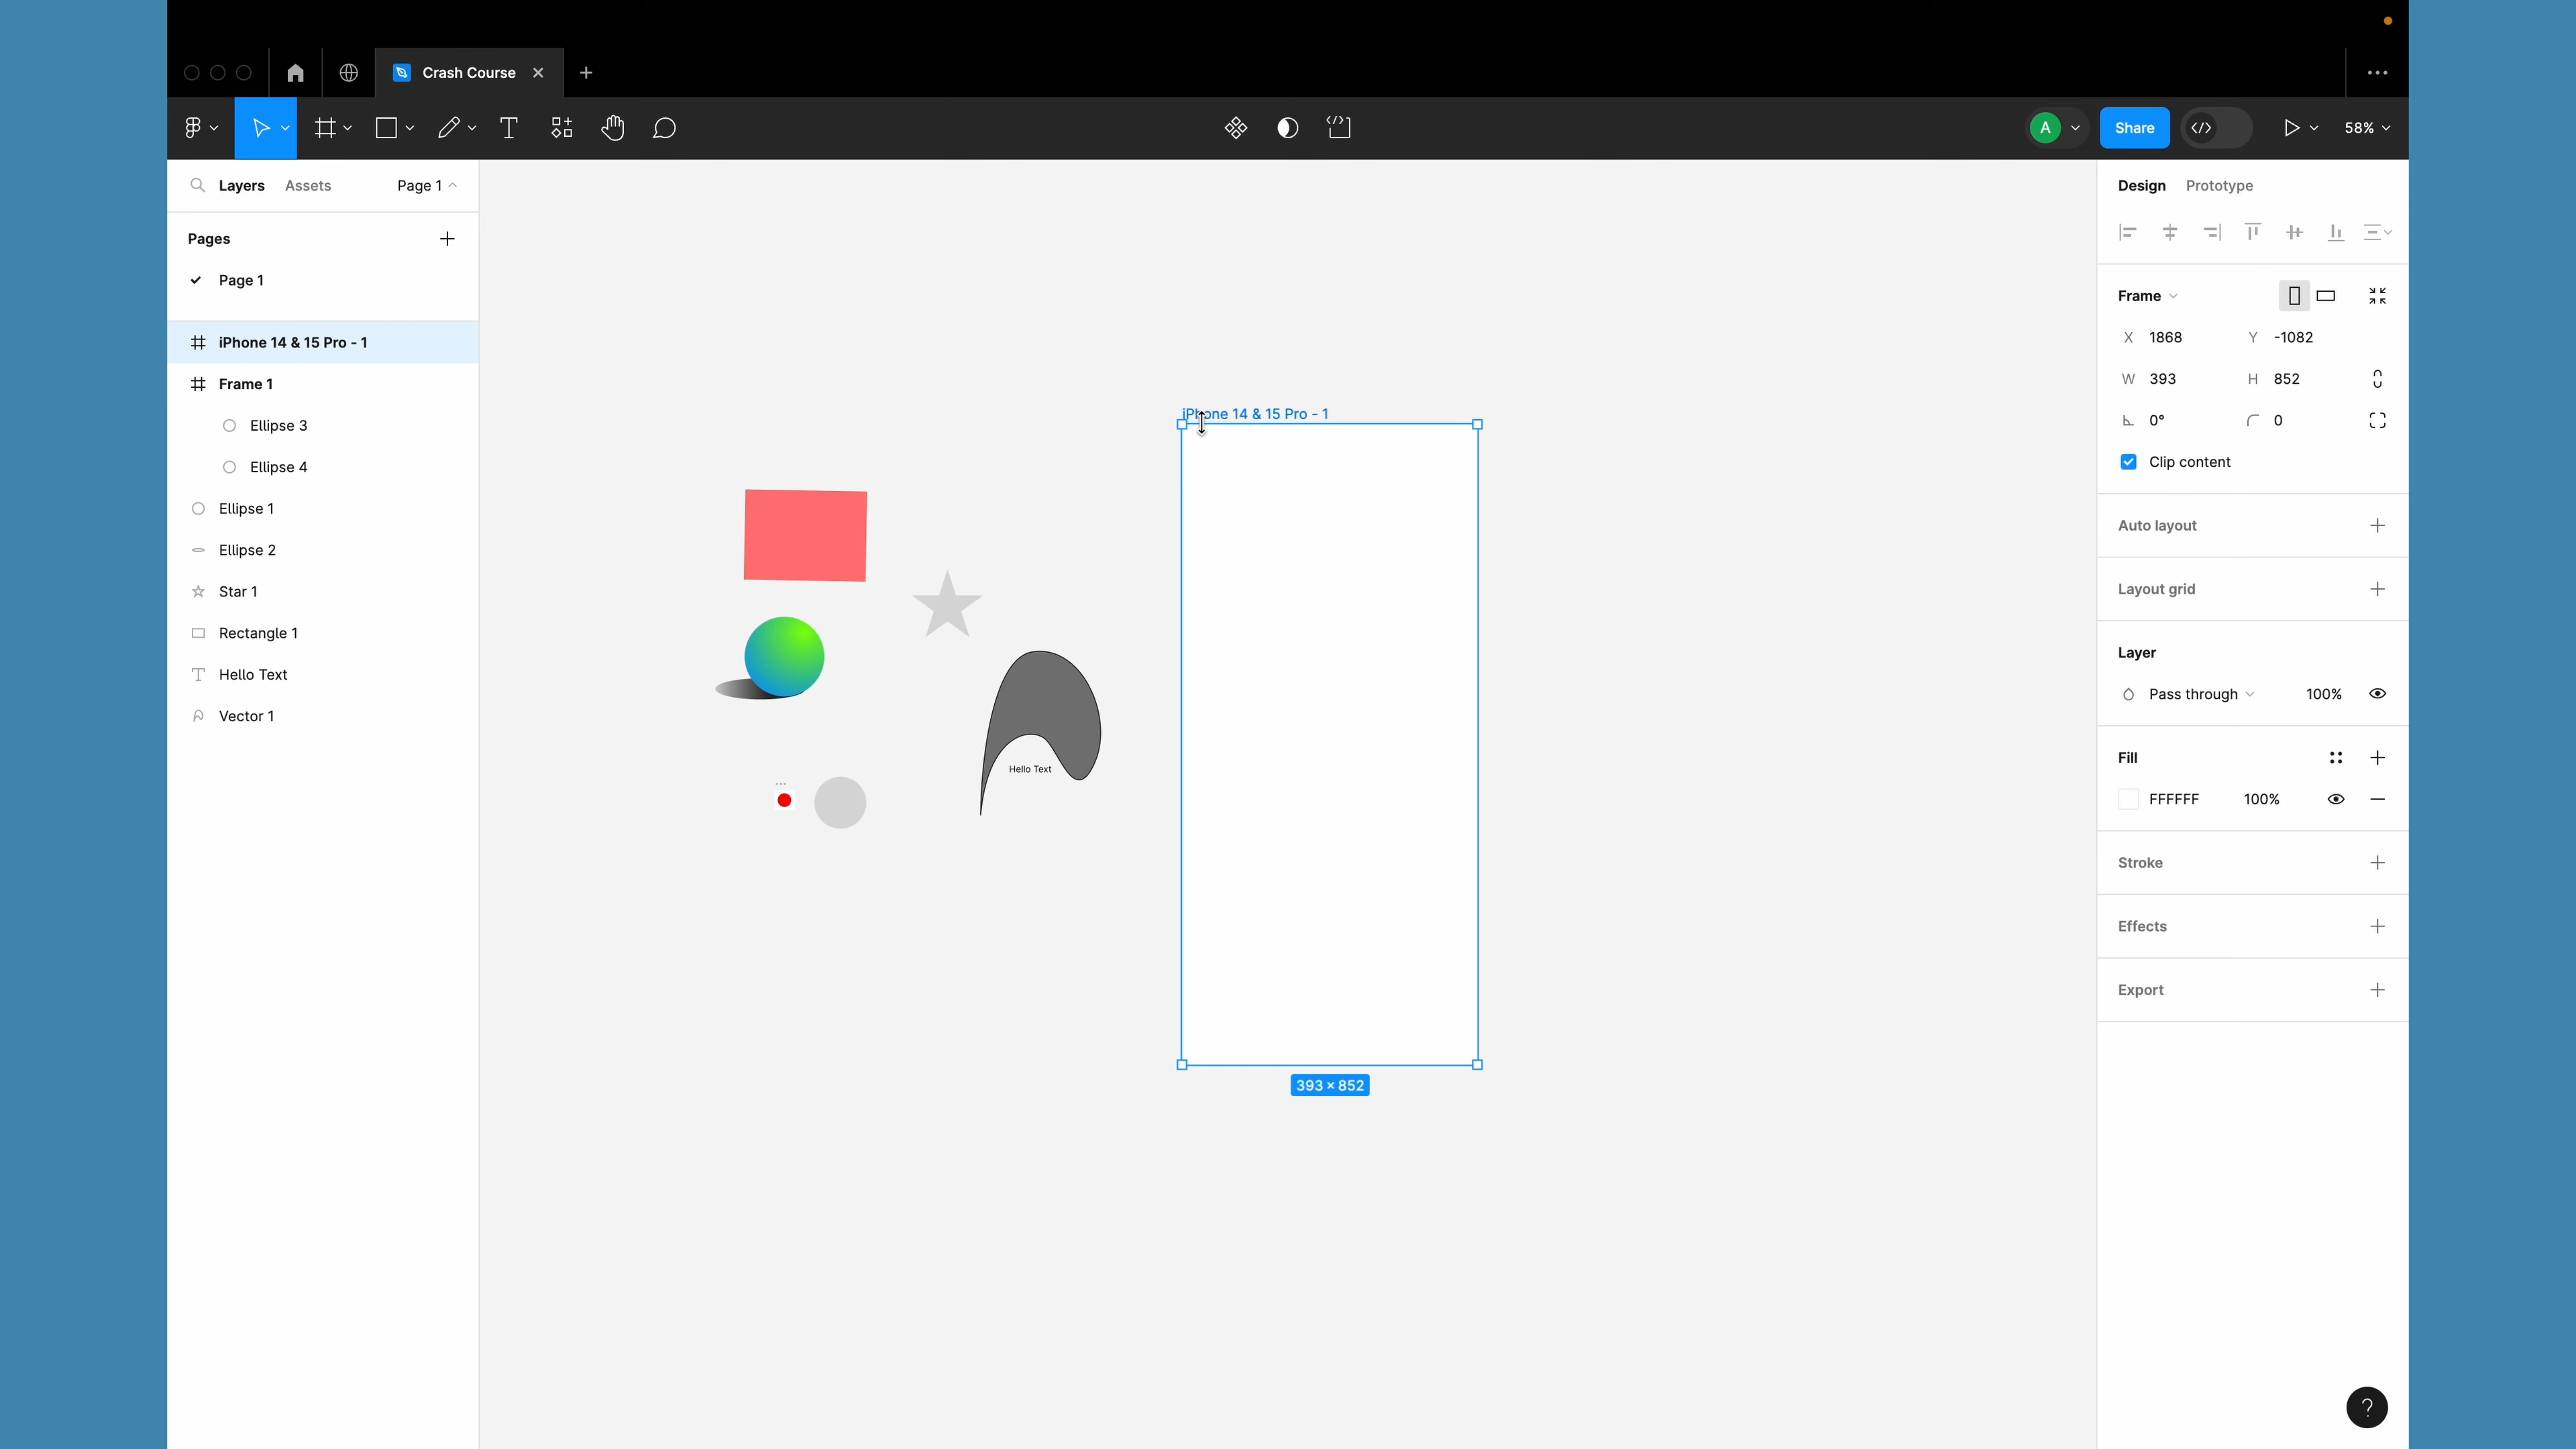 Crash Course
A
Share
58%
Layers Assets Page 1
Pages
Page 1
iPhone 14 & 15 Pro - 1
Frame 1
Ellipse 3
Ellipse 4
Ellipse 1
Ellipse 2
Star 1
Rectangle 1
Hello Text
Vector 1
iPhone 14 & 15 Pro - 1
Hello Text
...
393 × 852
Design Prototype
Frame
X 1868 Y -1082
W 393 H 852
0° 0
Clip content
Auto layout
Layout grid
Layer
Pass through 100%
Fill
FFFFFF 100%
Stroke
Effects
Export
?